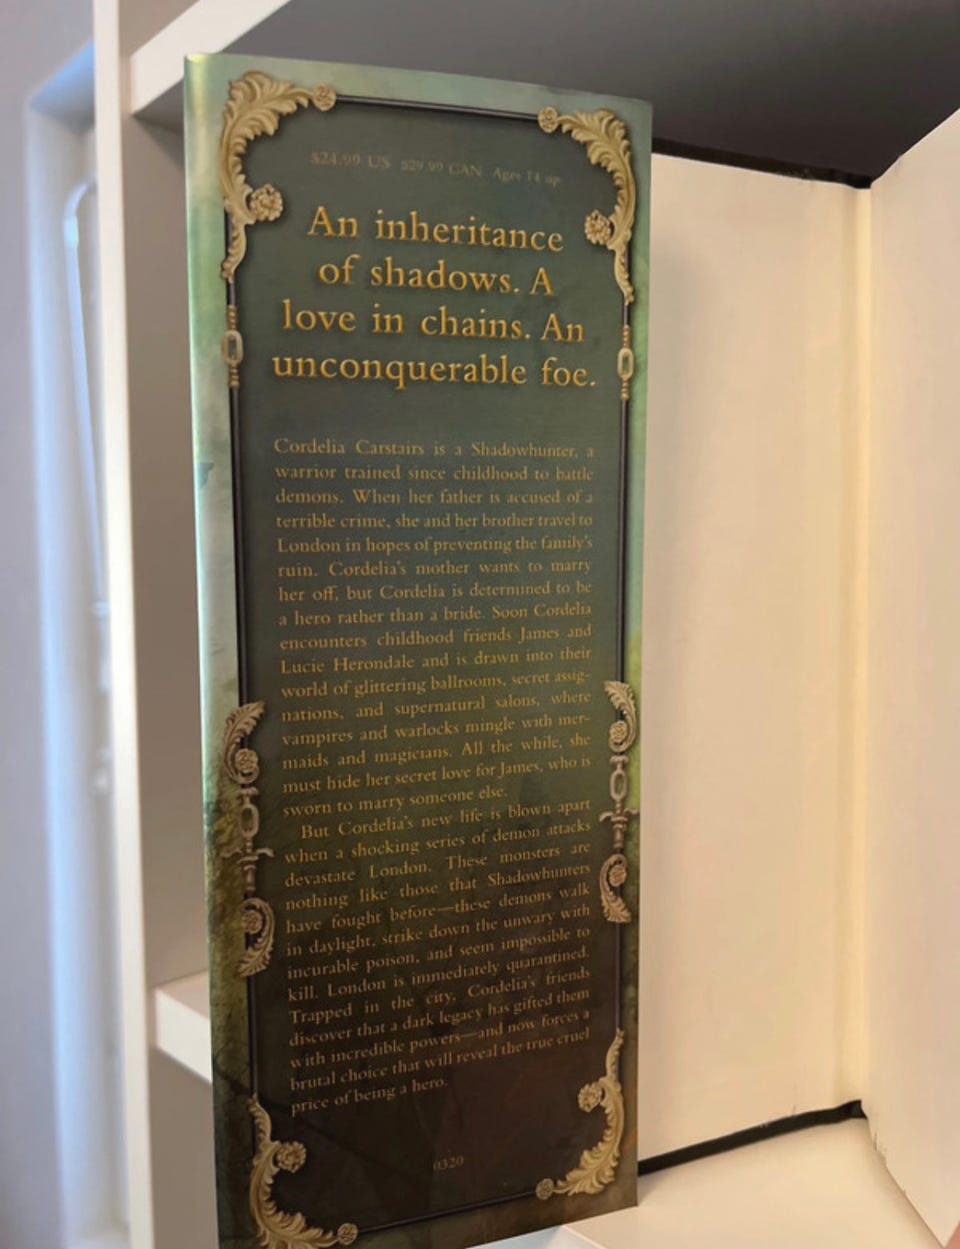 $24.99 US $29.99 CAN Ages 14 up
An inheritance
of shadows. A
love in chains. An
unconquerable foe.
Cordelia Carstairs is a Shadowhunter, a
warrior trained since childhood to battle
demons. When her father is accused of a
terrible crime, she and her brother travel to
London in hopes of preventing the family's
ruin. Cordelia's mother wants to marry
her off, but Cordelia is determined to be
a hero rather than a bride. Soon Cordelia
encounters childhood friends James and
Lucie Herondale and is drawn into their
world of glittering ballrooms, secret assig-
nations, and supernatural salons, where
vampires and warlocks mingle with mer-
maids and magicians. All the while, she
must hide her secret love for James, who is
sworn to marry someone else.
But Cordelia's new life is blown apart
when a shocking series of demon attacks
devastate London. These monsters are
nothing like those that Shadowhunters
have fought before—these demons walk
in daylight, strike down the unwary with
incurable poison, and seem impossible to
kill. London is immediately quarantined.
Trapped in the city, Cordelia's friends
discover that a dark legacy has gifted them
with incredible powers—and now forces a
brutal choice that will reveal the true cruel
price of being a hero.
0320